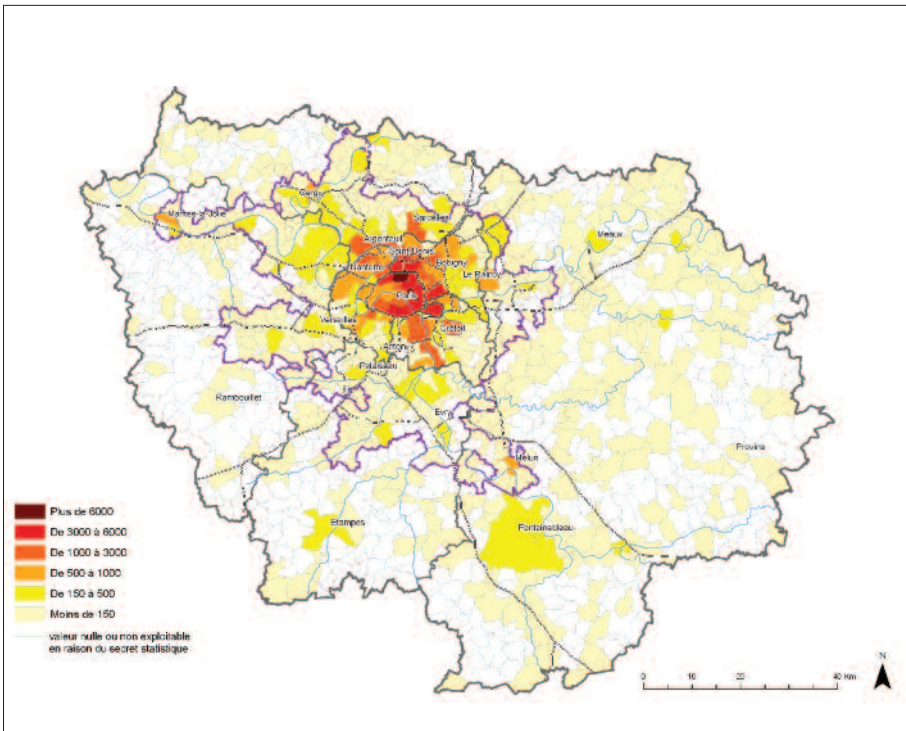 Cergy
Mantes-la-Jolie
Sarcelles
Argenteuil
Saint-Denis
Meaux
Nanterre
Bobigny
Le Raincy
Paris
Versailles
Créteil
Antony
Palaiseau
Rambouillet
Evry
Provins
Melun
Etampes
Fontainebleau
Plus de 6000
De 3000 à 6000
De 1000 à 3000
De 500 à 1000
De 150 à 500
Moins de 150
valeur nulle ou non exploitable
en raison du secret statistique
N
0 10 20 40 Km